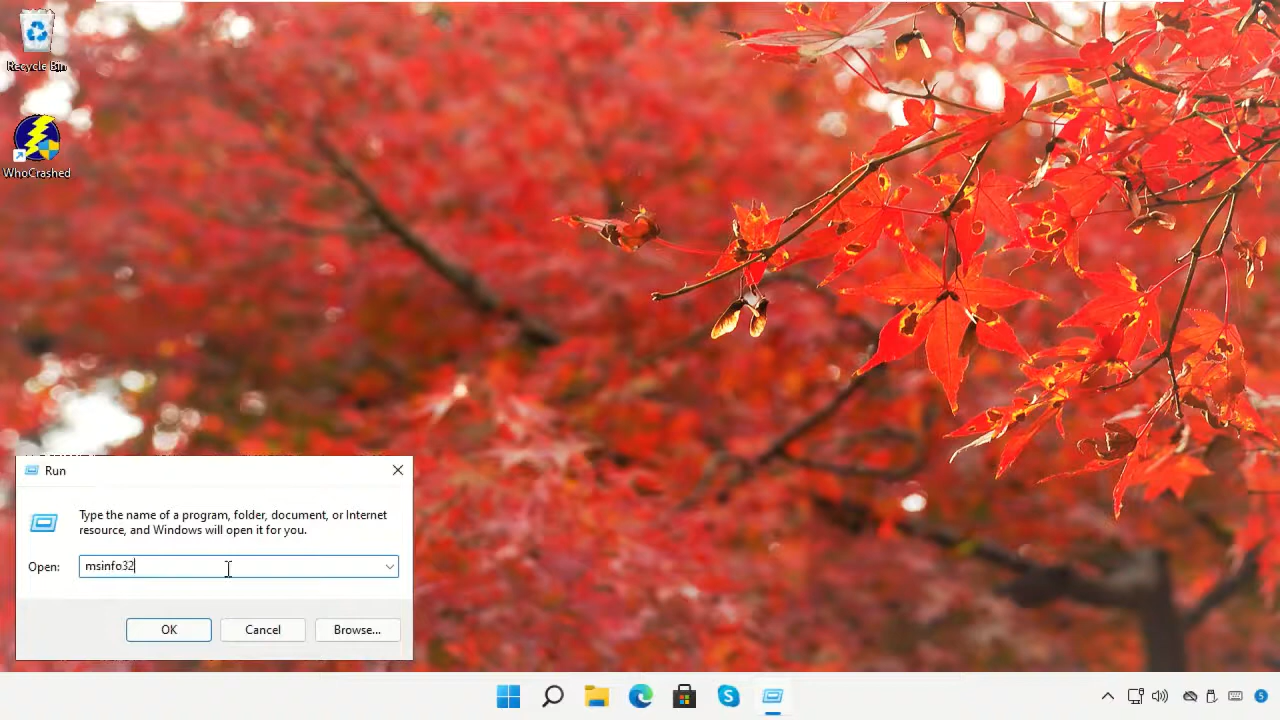 Recycle Bin
WhoCrashed
Run
Type the name of a program, folder, document, or Internet
resource, and Windows will open it for you.
Open:
msinfo32
OK
Cancel
Browse...
5